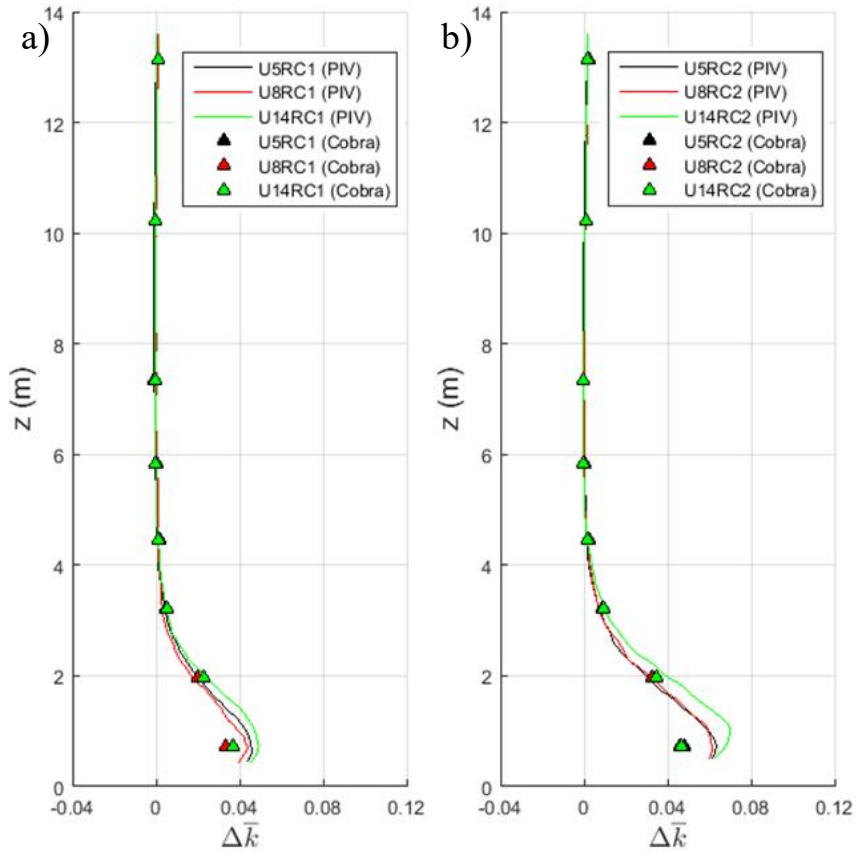 a)
14
12
10
8
6
4
2
0
z (m)
-0.04
0
0.04
0.08
0.12
Δk̅
U5RC1 (PIV)
U8RC1 (PIV)
U14RC1 (PIV)
U5RC1 (Cobra)
U8RC1 (Cobra)
U14RC1 (Cobra)
b)
14
12
10
8
6
4
2
0
z (m)
-0.04
0
0.04
0.08
0.12
Δk̅
U5RC2 (PIV)
U8RC2 (PIV)
U14RC2 (PIV)
U5RC2 (Cobra)
U8RC2 (Cobra)
U14RC2 (Cobra)